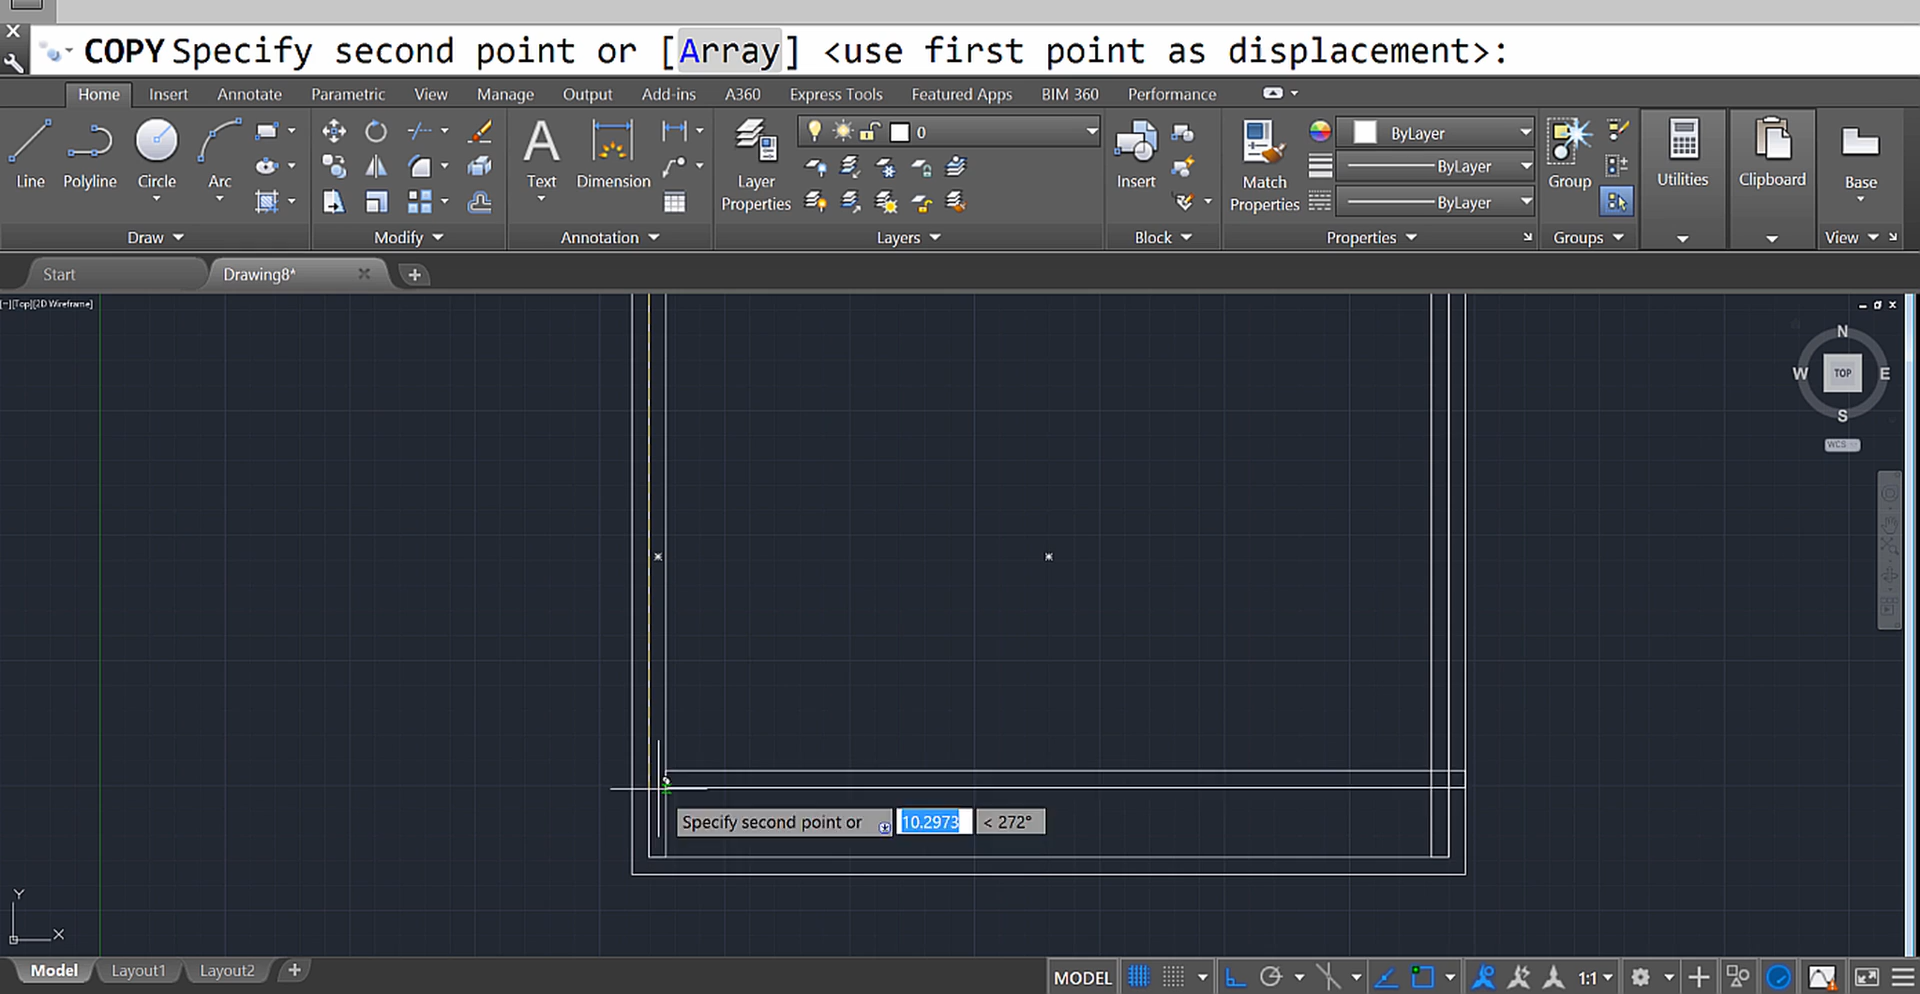 COPY Specify second point or [Array] <use first point as displacement>:
Home Insert Annotate Parametric View Manage Output Add-ins A360 Express Tools Featured Apps BIM 360 Performance
0
ByLayer
ByLayer
ByLayer
Line Polyline Circle Arc
Text Dimension
Layer
Properties
Insert
Match
Properties
Group
Utilities
Clipboard
Base
Draw Modify Annotation Layers Block Properties Groups View
Start Drawing8*
[−][Top][2D Wireframe]
N
W TOP E
S
WCS
Specify second point or 10.2973 < 272°
Y
X
Model Layout1 Layout2
MODEL 1:1